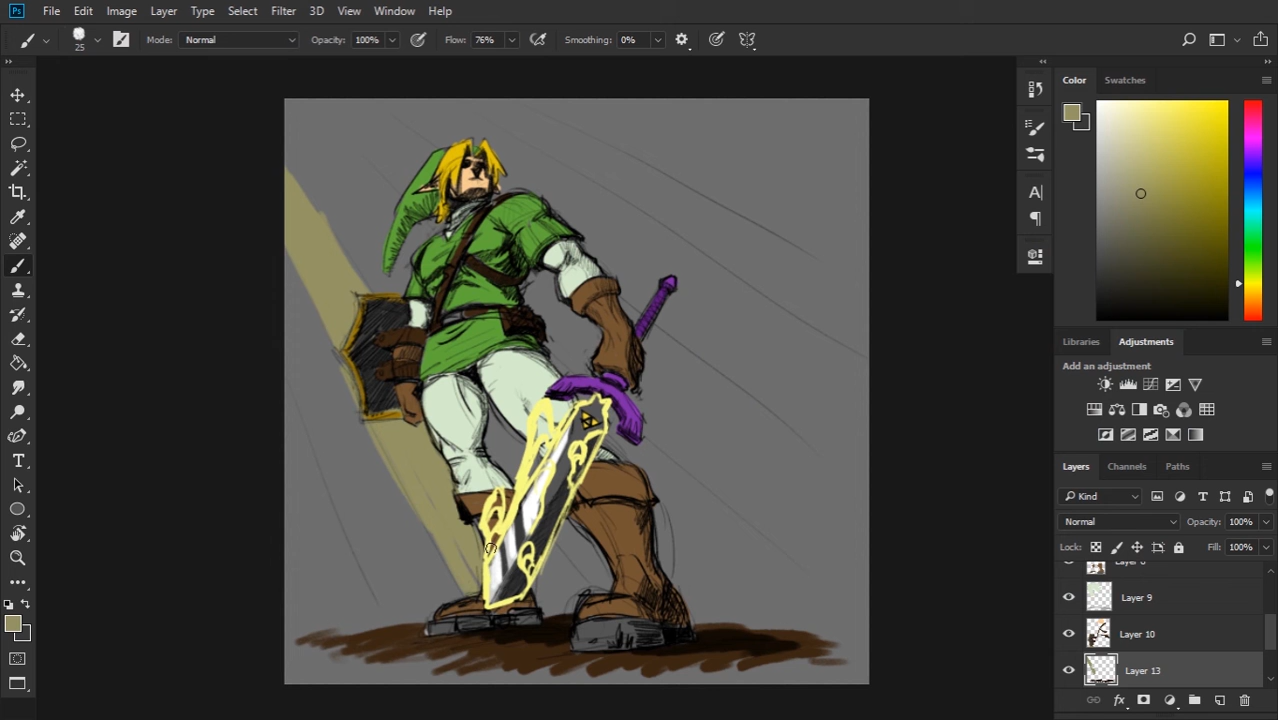 Ps File Edit Image Layer Type Select Filter 3D View Window Help
25 Mode: Normal Opacity: 100% Flow: 76% Smoothing: 0%
Color Swatches
Libraries Adjustments
Add an adjustment
Layers Channels Paths
Kind
Normal Opacity: 100%
Lock: Fill: 100%
Layer 9
Layer 10
Layer 13